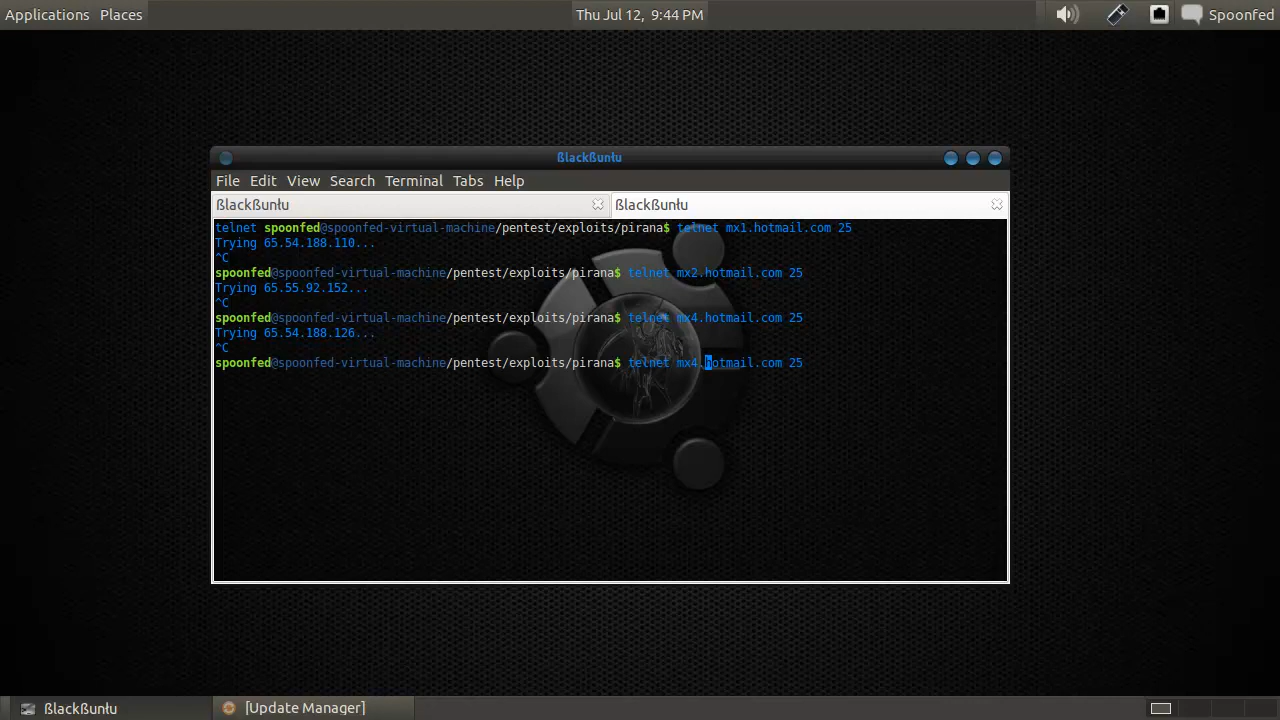 Applications Places Thu Jul 12, 9:44 PM Spoonfed
ßlackßunłu
File Edit View Search Terminal Tabs Help
ßlackßunłu ßlackßunłu
telnet spoonfed@spoonfed-virtual-machine/pentest/exploits/pirana$ telnet mx1.hotmail.com 25
Trying 65.54.188.110...
^C
spoonfed@spoonfed-virtual-machine/pentest/exploits/pirana$ telnet mx2.hotmail.com 25
Trying 65.55.92.152...
^C
spoonfed@spoonfed-virtual-machine/pentest/exploits/pirana$ telnet mx4.hotmail.com 25
Trying 65.54.188.126...
^C
spoonfed@spoonfed-virtual-machine/pentest/exploits/pirana$ telnet mx4.hotmail.com 25
ßlackßunłu [Update Manager]